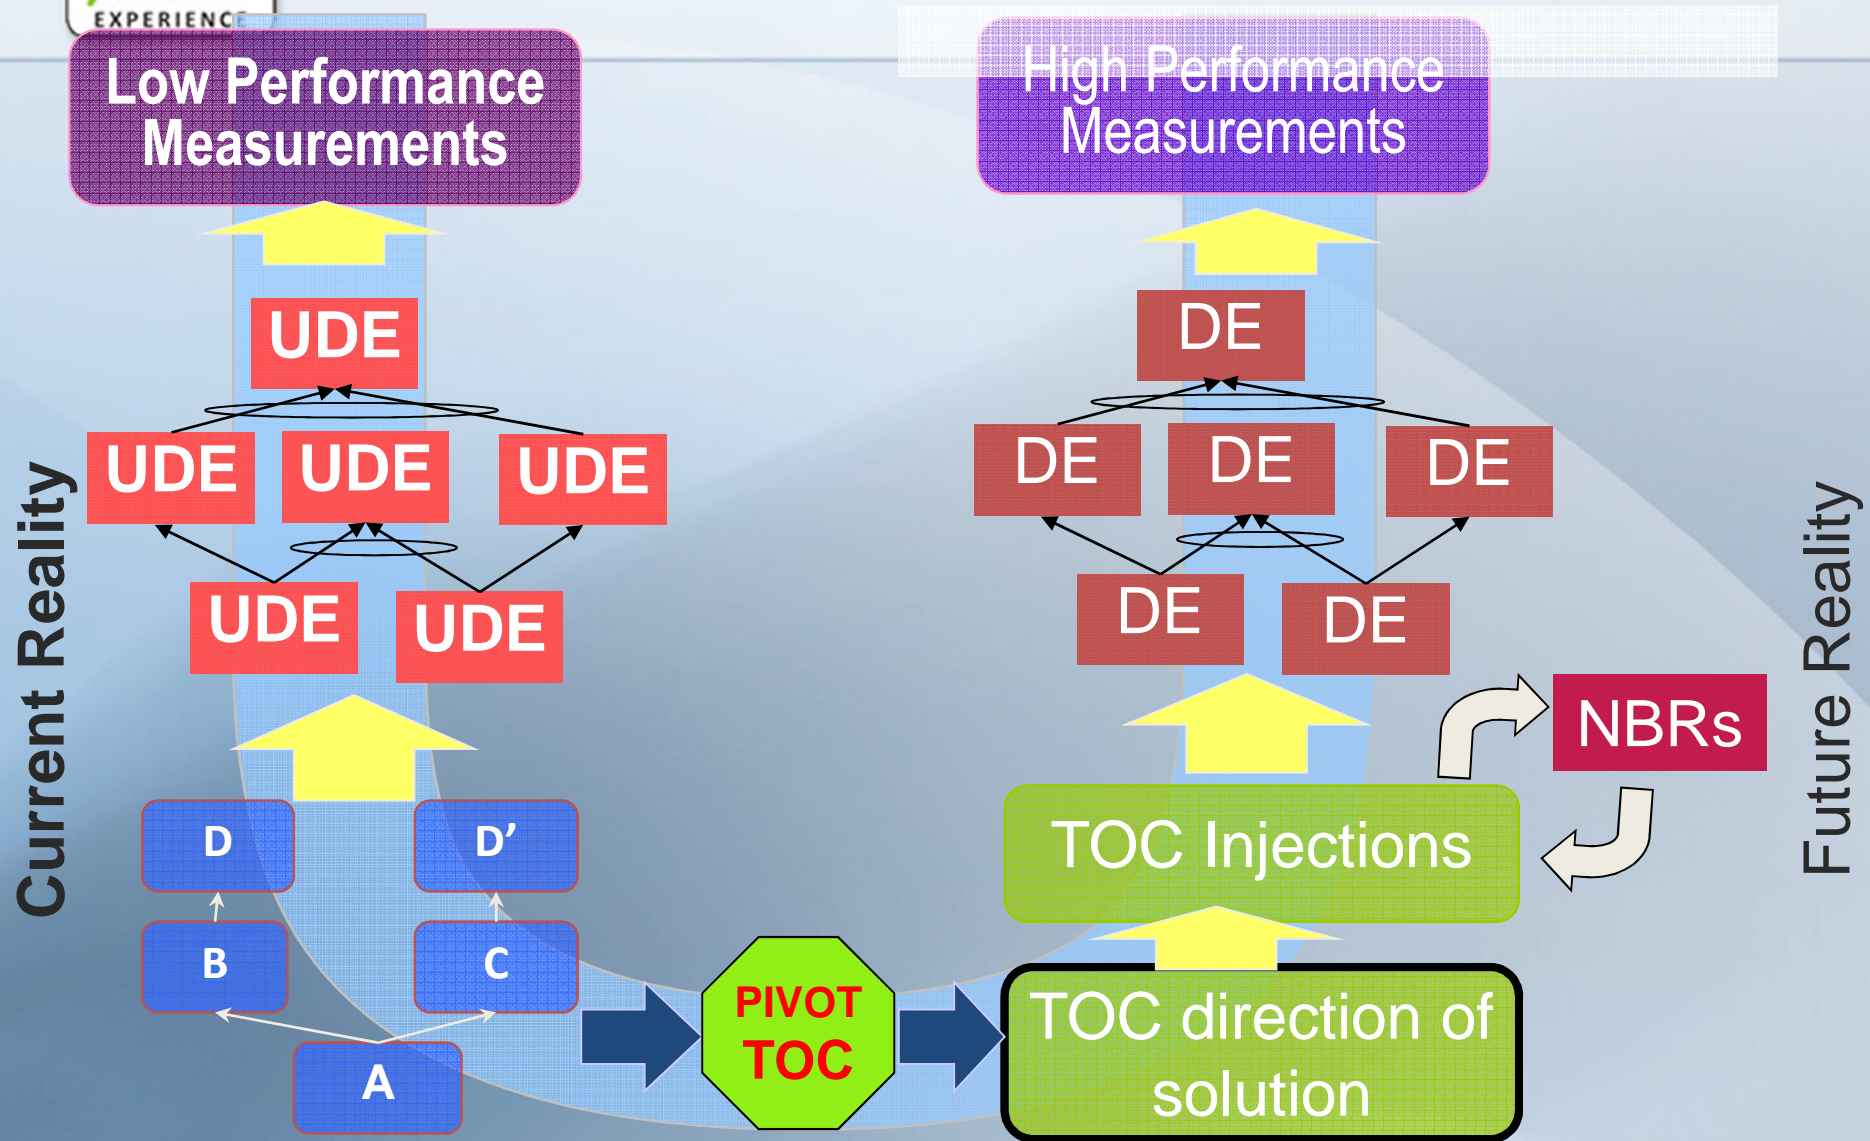 EXPERIENCE
Low Performance
Measurements
High Performance
Measurements
UDE
UDE UDE UDE
UDE UDE
Current Reality
D D’
B C
A
PIVOT
TOC
DE
DE DE DE
DE DE
NBRs
TOC Injections
TOC direction of
solution
Future Reality